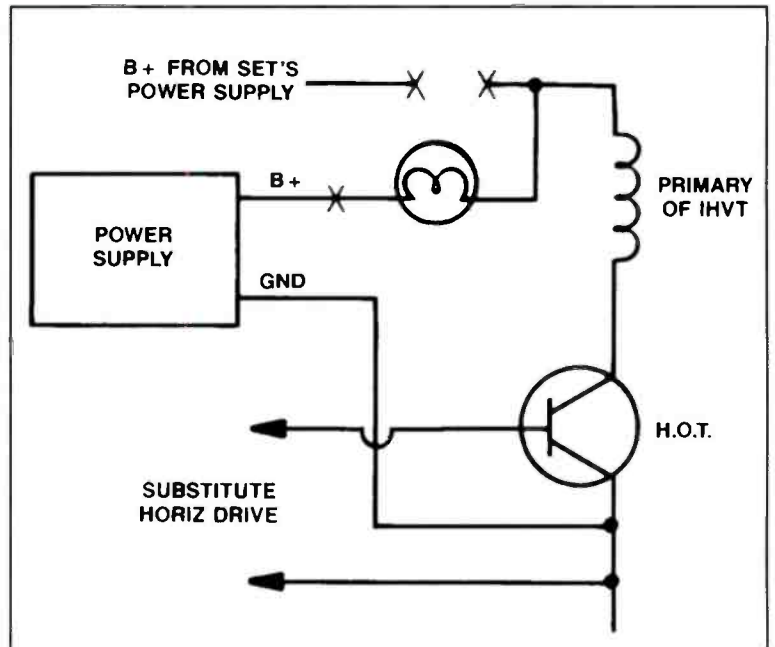 B+ FROM SET'S
POWER SUPPLY
B+
POWER
SUPPLY
GND
PRIMARY
OF IHVT
H.O.T.
SUBSTITUTE
HORIZ DRIVE